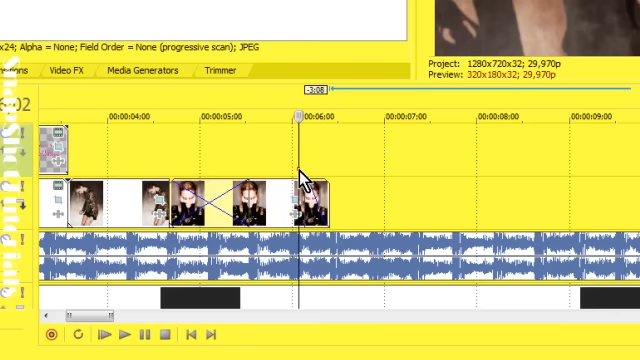 x24; Alpha = None; Field Order = None (progressive scan); JPEG
Project: 1280x720x32; 29,970p
Preview: 320x180x32; 29,970p
Video FX Media Generators Trimmer
-3:08
00:00:04:00 00:00:05:00 00:00:06:00 00:00:07:00 00:00:08:00 00:00:09:00